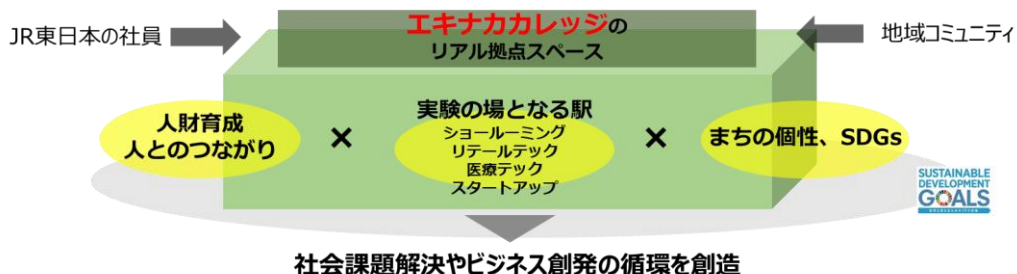 エキナカカレッジの
リアル拠点スペース
JR東日本の社員
地域コミュニティ
人財育成
人とのつながり
×
実験の場となる駅
ショールーミング
リテールテック
医療テック
スタートアップ
×
まちの個性、SDGs
SUSTAINABLE
DEVELOPMENT
GOALS
社会課題解決やビジネス創発の循環を創造